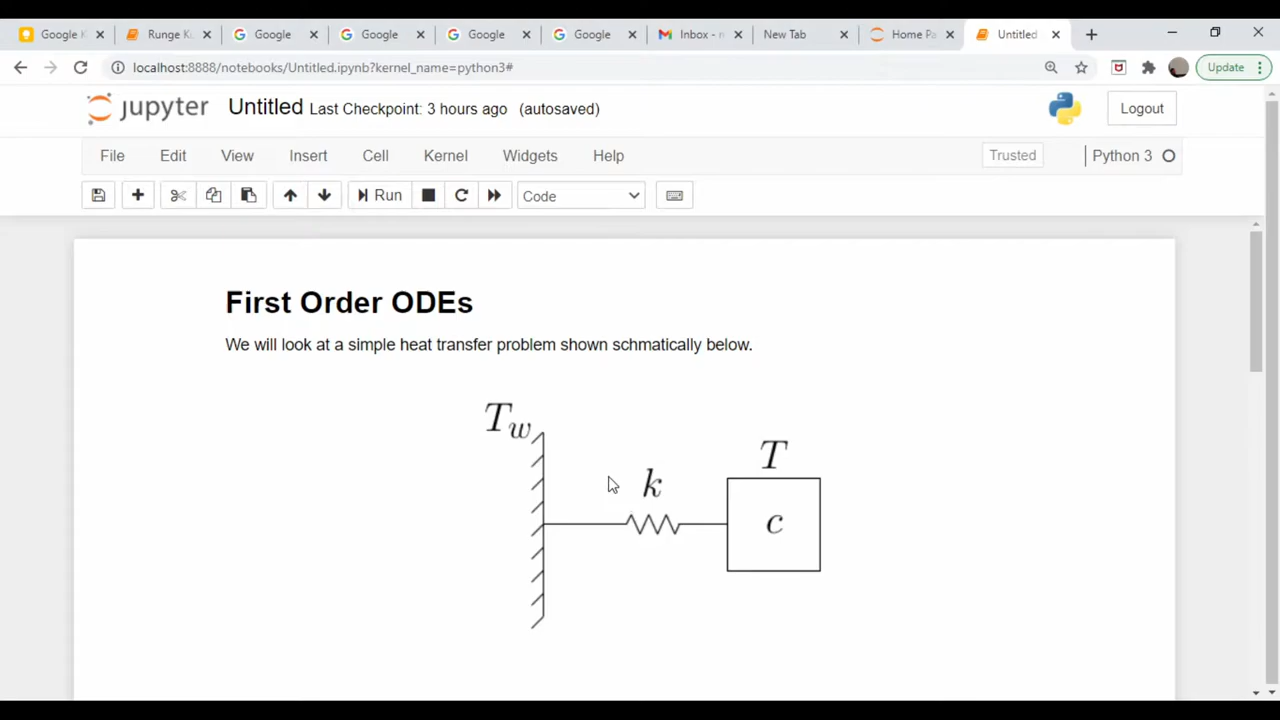 Google K
Runge Ku
Google
Google
Google
Google
Inbox - n
New Tab
Home Pa
Untitled
localhost:8888/notebooks/Untitled.ipynb?kernel_name=python3#
Update
jupyter Untitled Last Checkpoint: 3 hours ago (autosaved)
Logout
File Edit View Insert Cell Kernel Widgets Help
Trusted
Python 3
Run
Code
First Order ODEs
We will look at a simple heat transfer problem shown schmatically below.
T_w
T
k
c